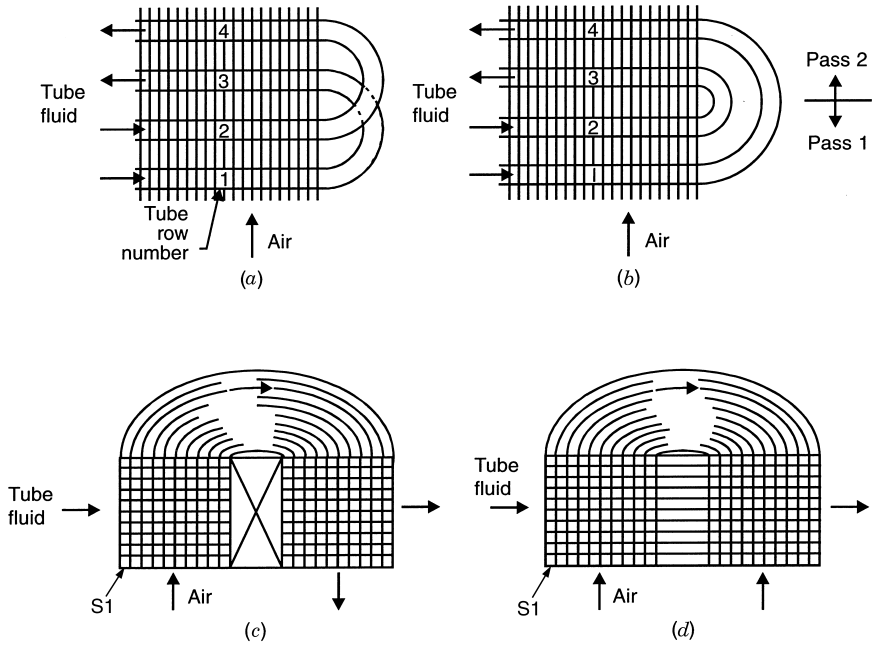 4
3
2
1
Tube
fluid
Tube
row
number
Air
(a)
4
3
2
1
Tube
fluid
Pass 2
Pass 1
Air
(b)
Tube
fluid
S1
Air
(c)
Tube
fluid
S1
Air
(d)